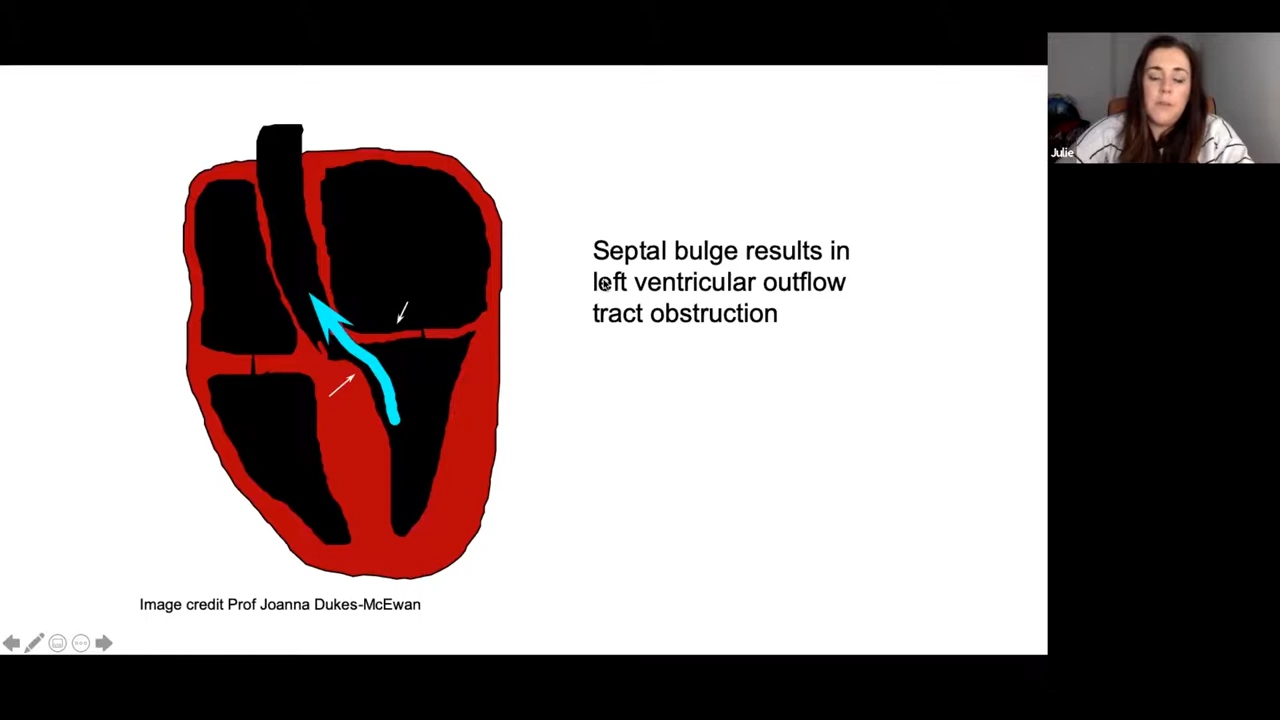 Julie
Septal bulge results in
left ventricular outflow
tract obstruction
Image credit Prof Joanna Dukes-McEwan